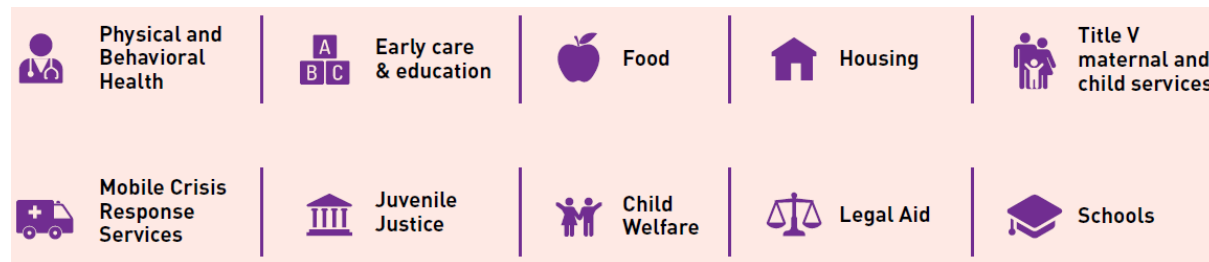 Physical and
Behavioral
Health
A
B C
Early care
& education
Food
Housing
Title V
maternal and
child services
Mobile Crisis
Response
Services
Juvenile
Justice
Child
Welfare
Legal Aid
Schools